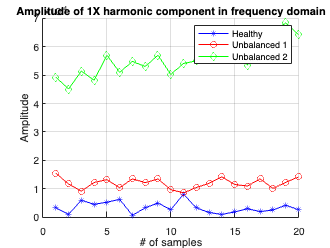 Amplitude of 1X harmonic component in frequency domain
7
6
5
4
3
2
1
0
Amplitude
Healthy
Unbalanced 1
Unbalanced 2
0 5 10 15 20
# of samples